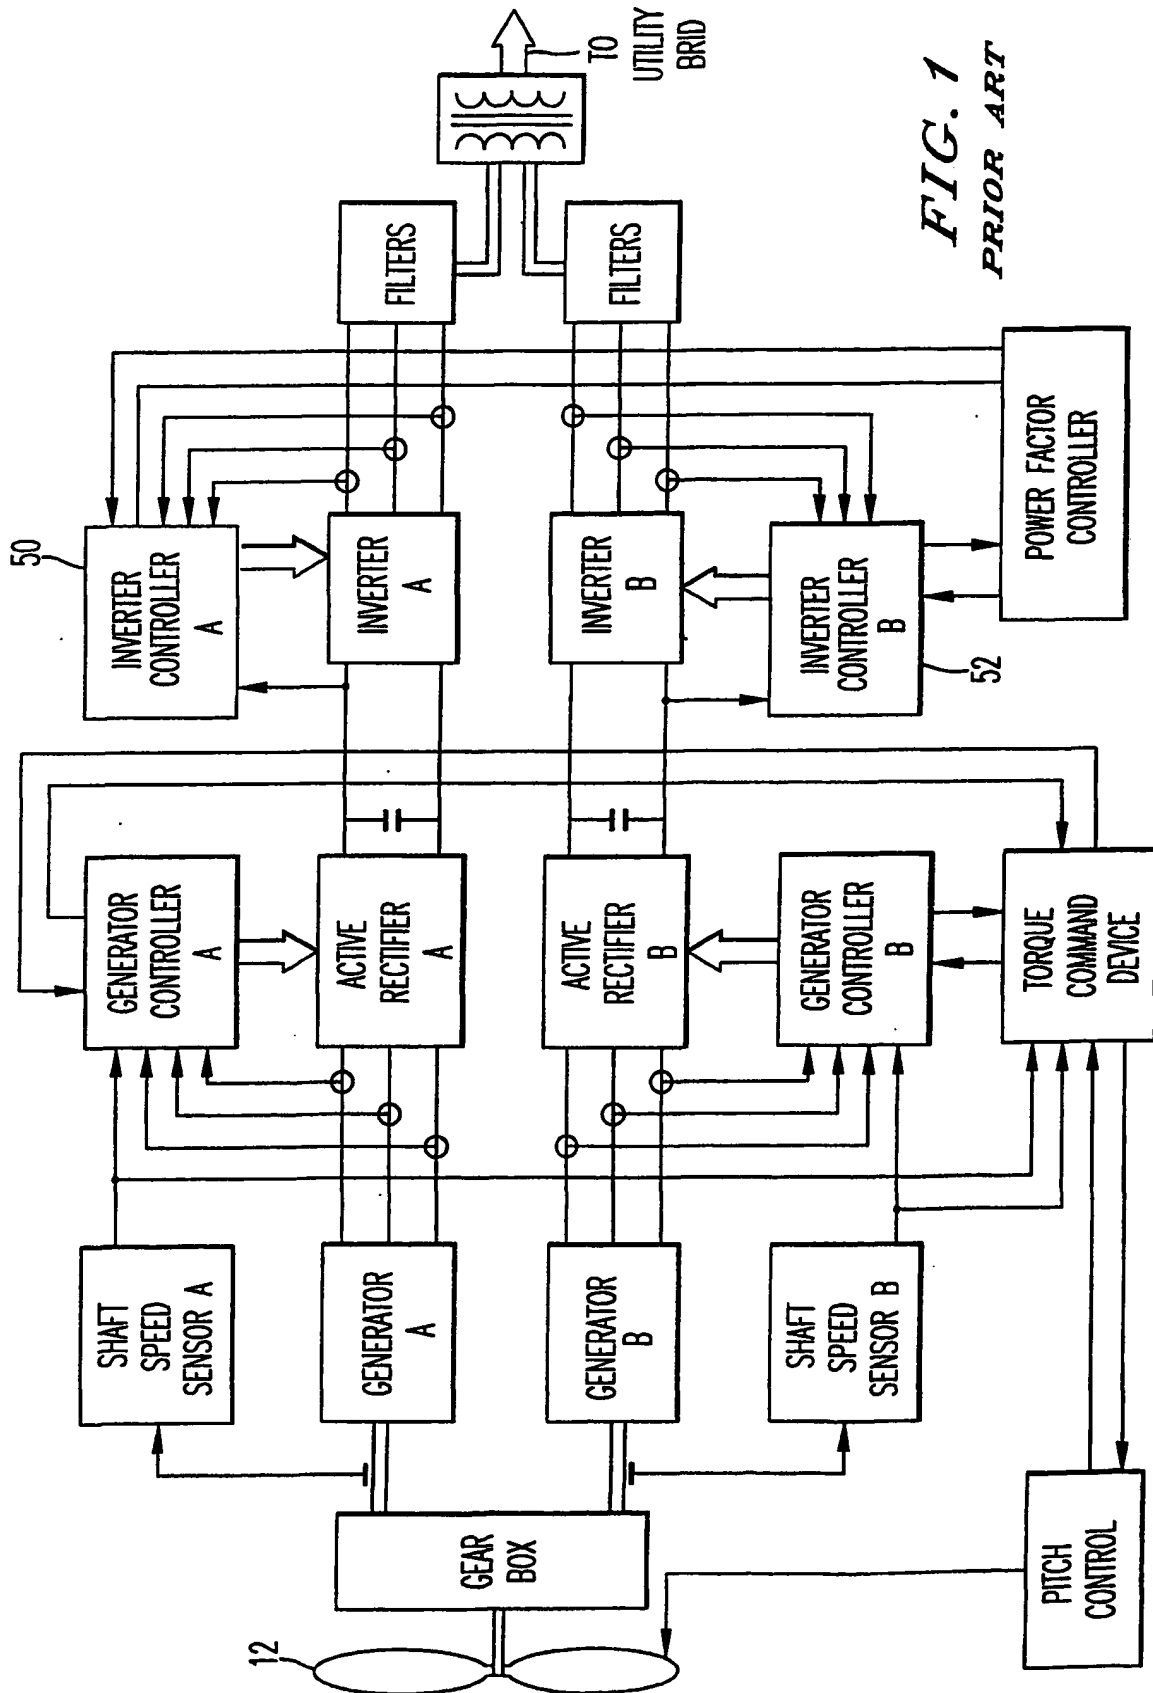 12
GEAR
BOX
PITCH
CONTROL
SHAFT
SPEED
SENSOR A
GENERATOR
A
GENERATOR
B
SHAFT
SPEED
SENSOR B
GENERATOR
CONTROLLER
A
ACTIVE
RECTIFIER
A
ACTIVE
RECTIFIER
B
GENERATOR
CONTROLLER
B
TORQUE
COMMAND
DEVICE
50
INVERTER
CONTROLLER
A
INVERTER
A
INVERTER
B
INVERTER
CONTROLLER
B
52
POWER FACTOR
CONTROLLER
FILTERS
FILTERS
TO
UTILITY
BRID
FIG. 1
PRIOR ART